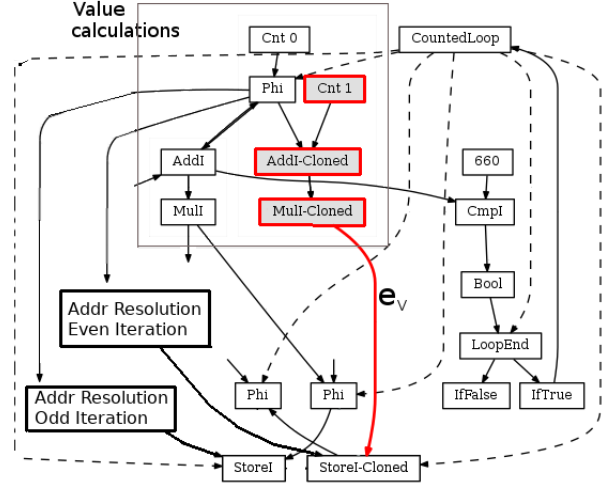 Value
calculations
Cnt 0
CountedLoop
Phi
Cnt 1
AddI
AddI-Cloned
660
MulI
MulI-Cloned
CmpI
Bool
e
v
Addr Resolution
Even Iteration
LoopEnd
Addr Resolution
Odd Iteration
Phi
Phi
IfFalse
IfTrue
StoreI
StoreI-Cloned